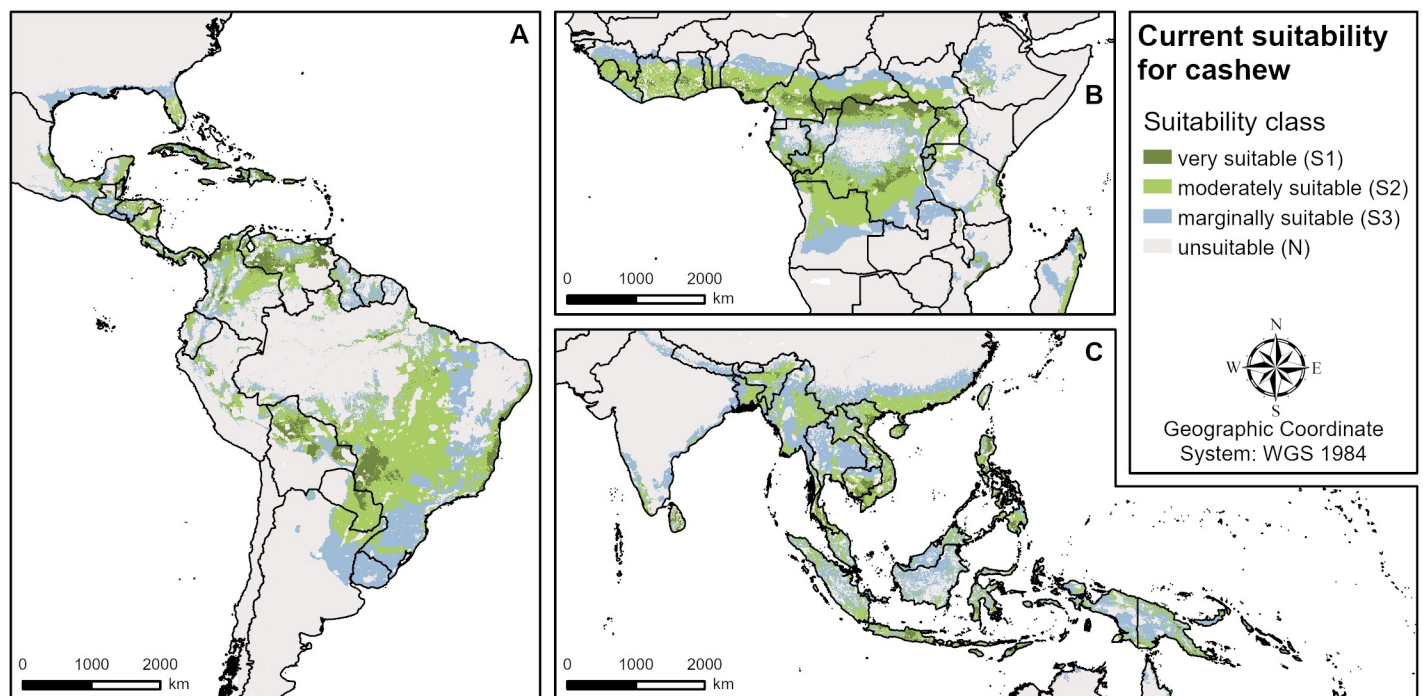 A
0 1000 2000
km
B
0 1000 2000
km
C
0 1000 2000
km
Current suitability
for cashew
Suitability class
very suitable (S1)
moderately suitable (S2)
marginally suitable (S3)
unsuitable (N)
N
W E
S
Geographic Coordinate
System: WGS 1984